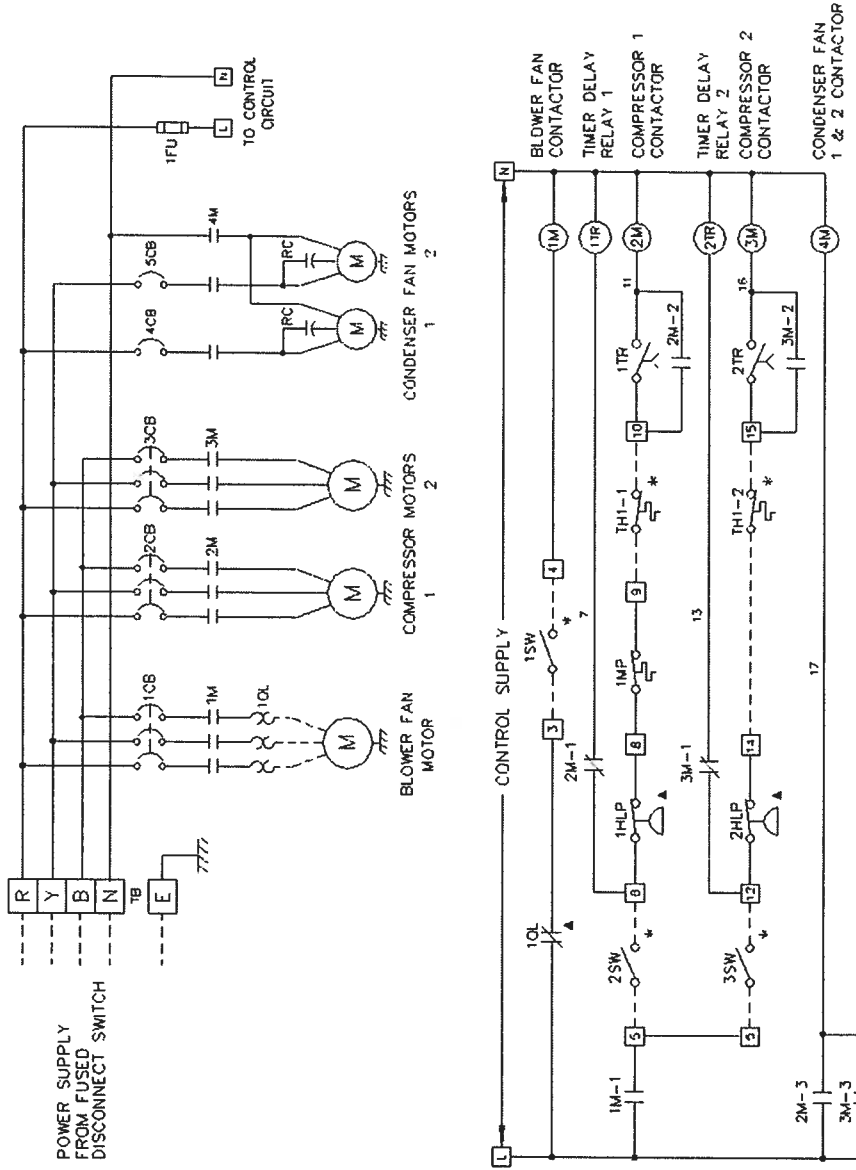 POWER SUPPLY
FROM FUSED
DISCONNECT SWITCH
R
Y
B
N
TB
E
1CB
1M
1OL
M
BLOWER FAN
MOTOR
2CB
2M
M
3CB
3M
M
COMPRESSOR MOTORS
1
2
4CB
5CB
4M
RC
RC
M
M
CONDENSER FAN MOTORS
1
2
1FU
L
N
TO CONTROL
CIRCUIT
L
CONTROL SUPPLY
N
1OL
▲
3
1SW
*
4
1M
BLOWER FAN
CONTACTOR
2M-1
7
1TR
TIMER DELAY
RELAY 1
1M-1
5
2SW
*
6
1HLP
▲
8
1MP
9
TH1-1
*
10
1TR
2M-2
11
2M
COMPRESSOR 1
CONTACTOR
3M-1
13
2TR
TIMER DELAY
RELAY 2
5
3SW
*
12
2HLP
▲
14
TH1-2
*
15
2TR
3M-2
16
3M
COMPRESSOR 2
CONTACTOR
2M-3
17
4M
CONDENSER FAN
1 & 2 CONTACTOR
3M-3